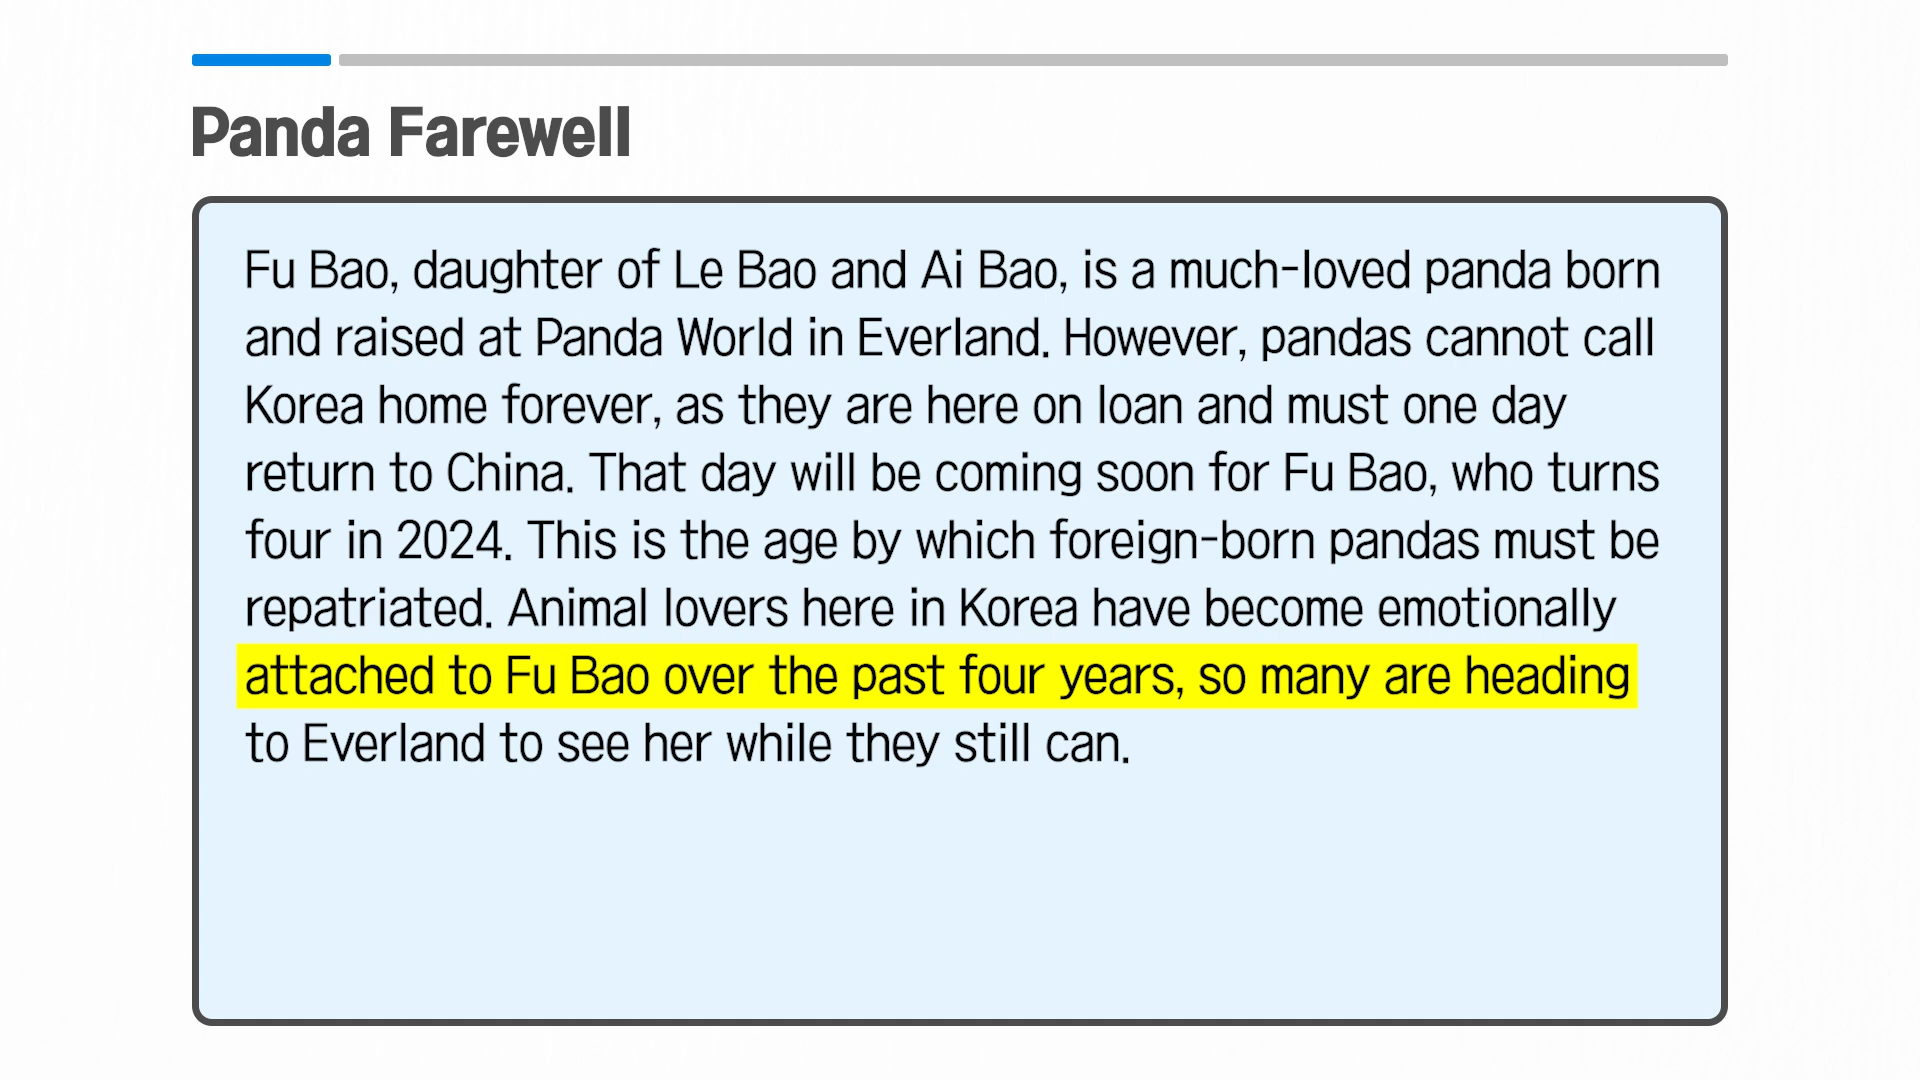 Panda Farewell
Fu Bao, daughter of Le Bao and Ai Bao, is a much-loved panda born
and raised at Panda World in Everland. However, pandas cannot call
Korea home forever, as they are here on loan and must one day
return to China. That day will be coming soon for Fu Bao, who turns
four in 2024. This is the age by which foreign-born pandas must be
repatriated. Animal lovers here in Korea have become emotionally
attached to Fu Bao over the past four years, so many are heading
to Everland to see her while they still can.